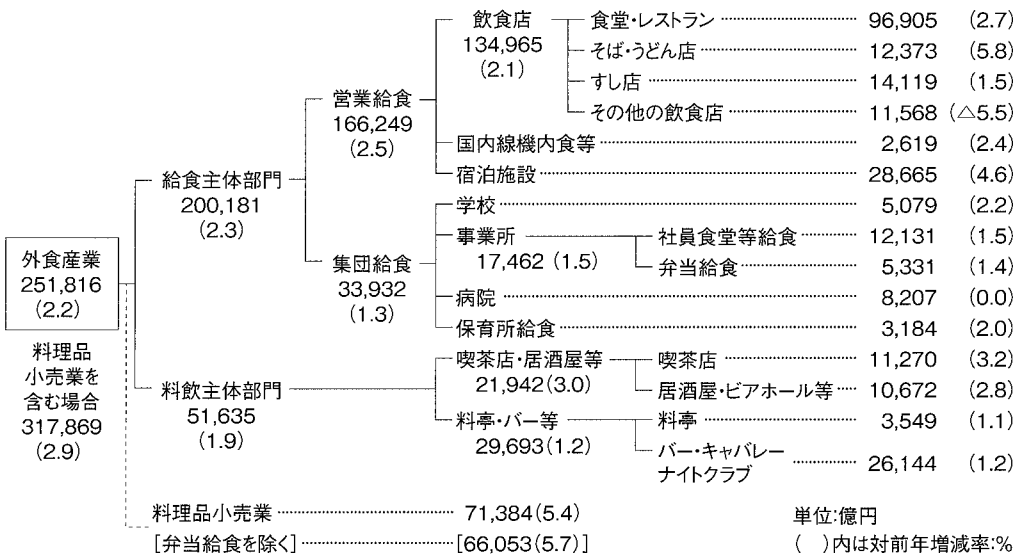 飲食店
134,965
(2.1)
食堂・レストラン 96,905 (2.7)
そば・うどん店 12,373 (5.8)
すし店 14,119 (1.5)
その他の飲食店 11,568 (△5.5)
営業給食
166,249
(2.5)
国内線機内食等 2,619 (2.4)
宿泊施設 28,665 (4.6)
給食主体部門
200,181
(2.3)
学校 5,079 (2.2)
事業所
17,462 (1.5)
社員食堂等給食 12,131 (1.5)
弁当給食 5,331 (1.4)
集団給食
33,932
(1.3)
病院 8,207 (0.0)
保育所給食 3,184 (2.0)
外食産業
251,816
(2.2)
料理品
小売業を
含む場合
317,869
(2.9)
料飲主体部門
51,635
(1.9)
喫茶店・居酒屋等
21,942(3.0)
喫茶店 11,270 (3.2)
居酒屋・ビアホール等 10,672 (2.8)
料亭・バー等
29,693(1.2)
料亭 3,549 (1.1)
バー・キャバレー
ナイトクラブ 26,144 (1.2)
料理品小売業 71,384(5.4)
[弁当給食を除く] [66,053(5.7)]
単位:億円
( )内は対前年増減率:%